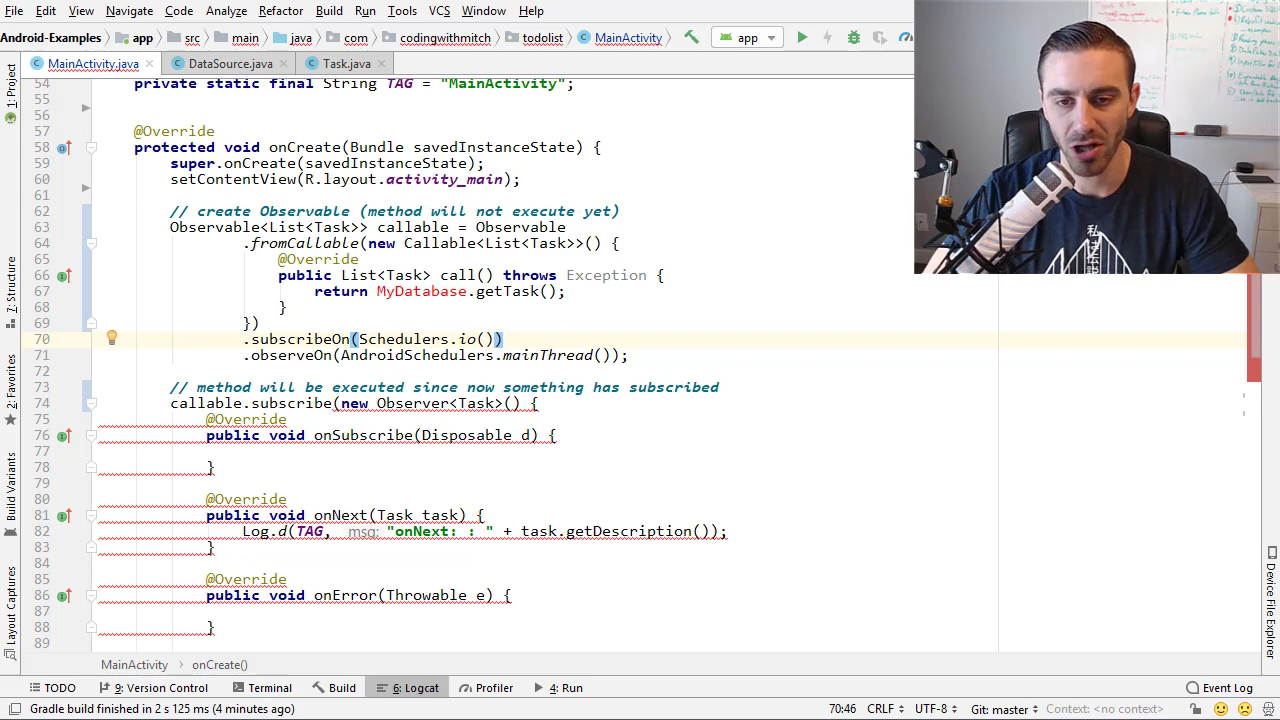 File Edit View Navigate Code Analyze Refactor Build Run Tools VCS Window Help
Android-Examples app src main java com codingwithmitch todolist MainActivity app
MainActivity.java DataSource.java Task.java
54 private static final String TAG = "MainActivity";
55
56
57 @Override
58 protected void onCreate(Bundle savedInstanceState) {
59 super.onCreate(savedInstanceState);
60 setContentView(R.layout.activity_main);
61
62 // create Observable (method will not execute yet)
63 Observable<List<Task>> callable = Observable
64 .fromCallable(new Callable<List<Task>>() {
65 @Override
66 public List<Task> call() throws Exception {
67 return MyDatabase.getTask();
68 }
69 })
70 .subscribeOn(Schedulers.io())
71 .observeOn(AndroidSchedulers.mainThread());
72
73 // method will be executed since now something has subscribed
74 callable.subscribe(new Observer<Task>() {
75 @Override
76 public void onSubscribe(Disposable d) {
77
78 }
79
80 @Override
81 public void onNext(Task task) {
82 Log.d(TAG, msg: "onNext: : " + task.getDescription());
83 }
84
85 @Override
86 public void onError(Throwable e) {
87
88 }
89
1: Project
Z: Structure
2: Favorites
Build Variants
Layout Captures
Device File Explorer
私
MainActivity onCreate()
TODO 9: Version Control Terminal Build 6: Logcat Profiler 4: Run Event Log
Gradle build finished in 2 s 125 ms (4 minutes ago) 70:46 CRLF UTF-8 Git: master Context: <no context>